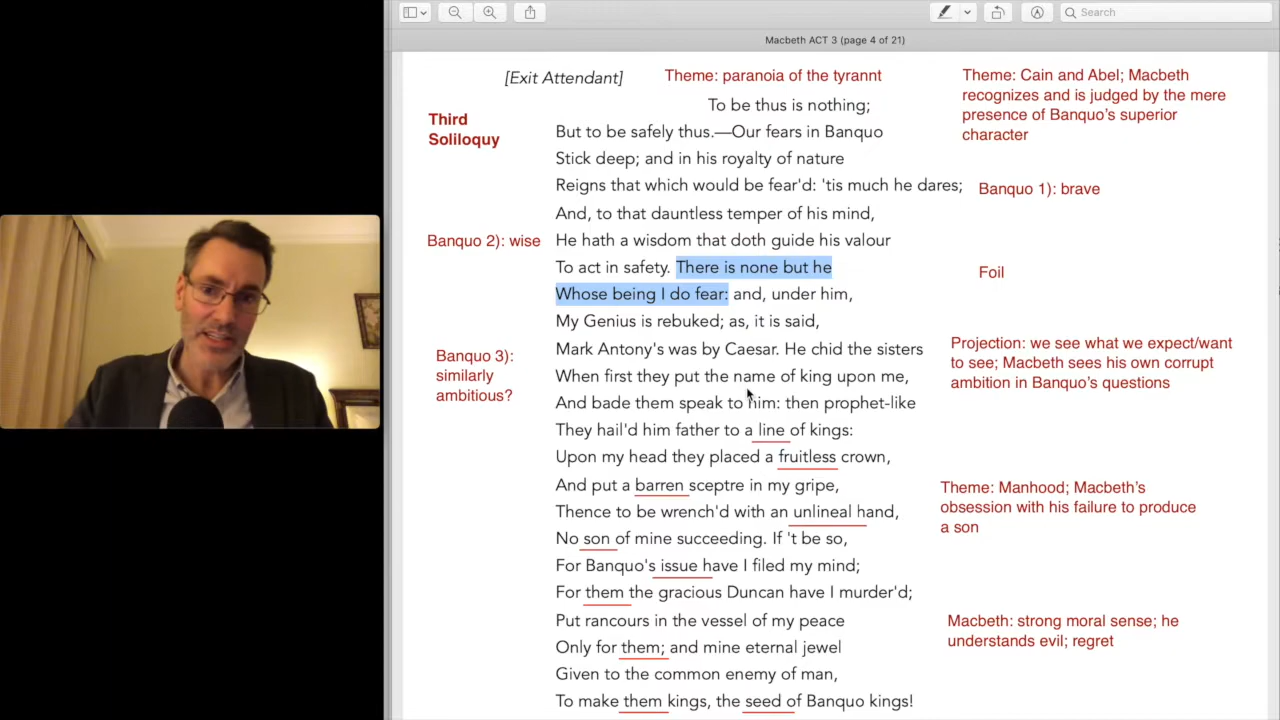 Search
Macbeth ACT 3 (page 4 of 21)
[Exit Attendant]
Theme: paranoia of the tyrannt
Theme: Cain and Abel; Macbeth
recognizes and is judged by the mere
presence of Banquo's superior
character
Third
Soliloquy
To be thus is nothing;
But to be safely thus.—Our fears in Banquo
Stick deep; and in his royalty of nature
Reigns that which would be fear'd: 'tis much he dares;
Banquo 1): brave
And, to that dauntless temper of his mind,
Banquo 2): wise
He hath a wisdom that doth guide his valour
To act in safety. There is none but he
Foil
Whose being I do fear: and, under him,
My Genius is rebuked; as, it is said,
Mark Antony's was by Caesar. He chid the sisters
Projection: we see what we expect/want
to see; Macbeth sees his own corrupt
ambition in Banquo's questions
Banquo 3):
similarly
ambitious?
When first they put the name of king upon me,
And bade them speak to him: then prophet-like
They hail'd him father to a line of kings:
Upon my head they placed a fruitless crown,
And put a barren sceptre in my gripe,
Theme: Manhood; Macbeth's
obsession with his failure to produce
a son
Thence to be wrench'd with an unlineal hand,
No son of mine succeeding. If 't be so,
For Banquo's issue have I filed my mind;
For them the gracious Duncan have I murder'd;
Put rancours in the vessel of my peace
Macbeth: strong moral sense; he
understands evil; regret
Only for them; and mine eternal jewel
Given to the common enemy of man,
To make them kings, the seed of Banquo kings!